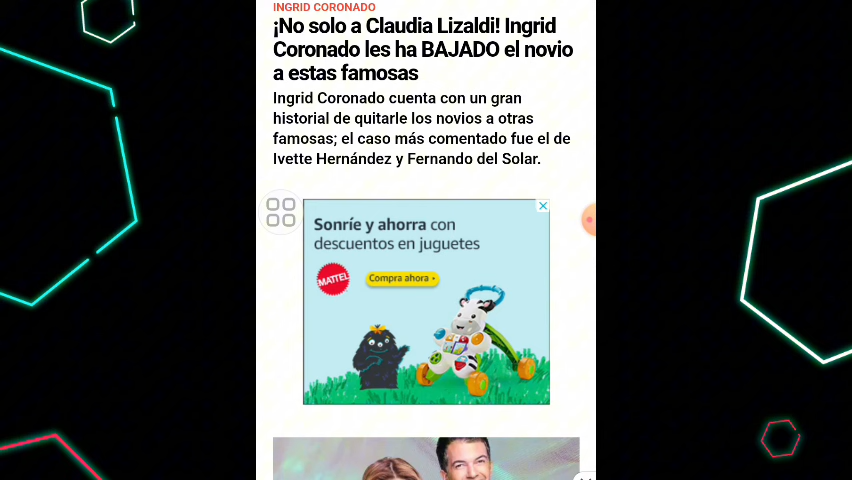 INGRID CORONADO
¡No solo a Claudia Lizaldi! Ingrid
Coronado les ha BAJADO el novio
a estas famosas
Ingrid Coronado cuenta con un gran
historial de quitarle los novios a otras
famosas; el caso más comentado fue el de
Ivette Hernández y Fernando del Solar.
Sonríe y ahorra con
descuentos en juguetes
MATTEL
Compra ahora